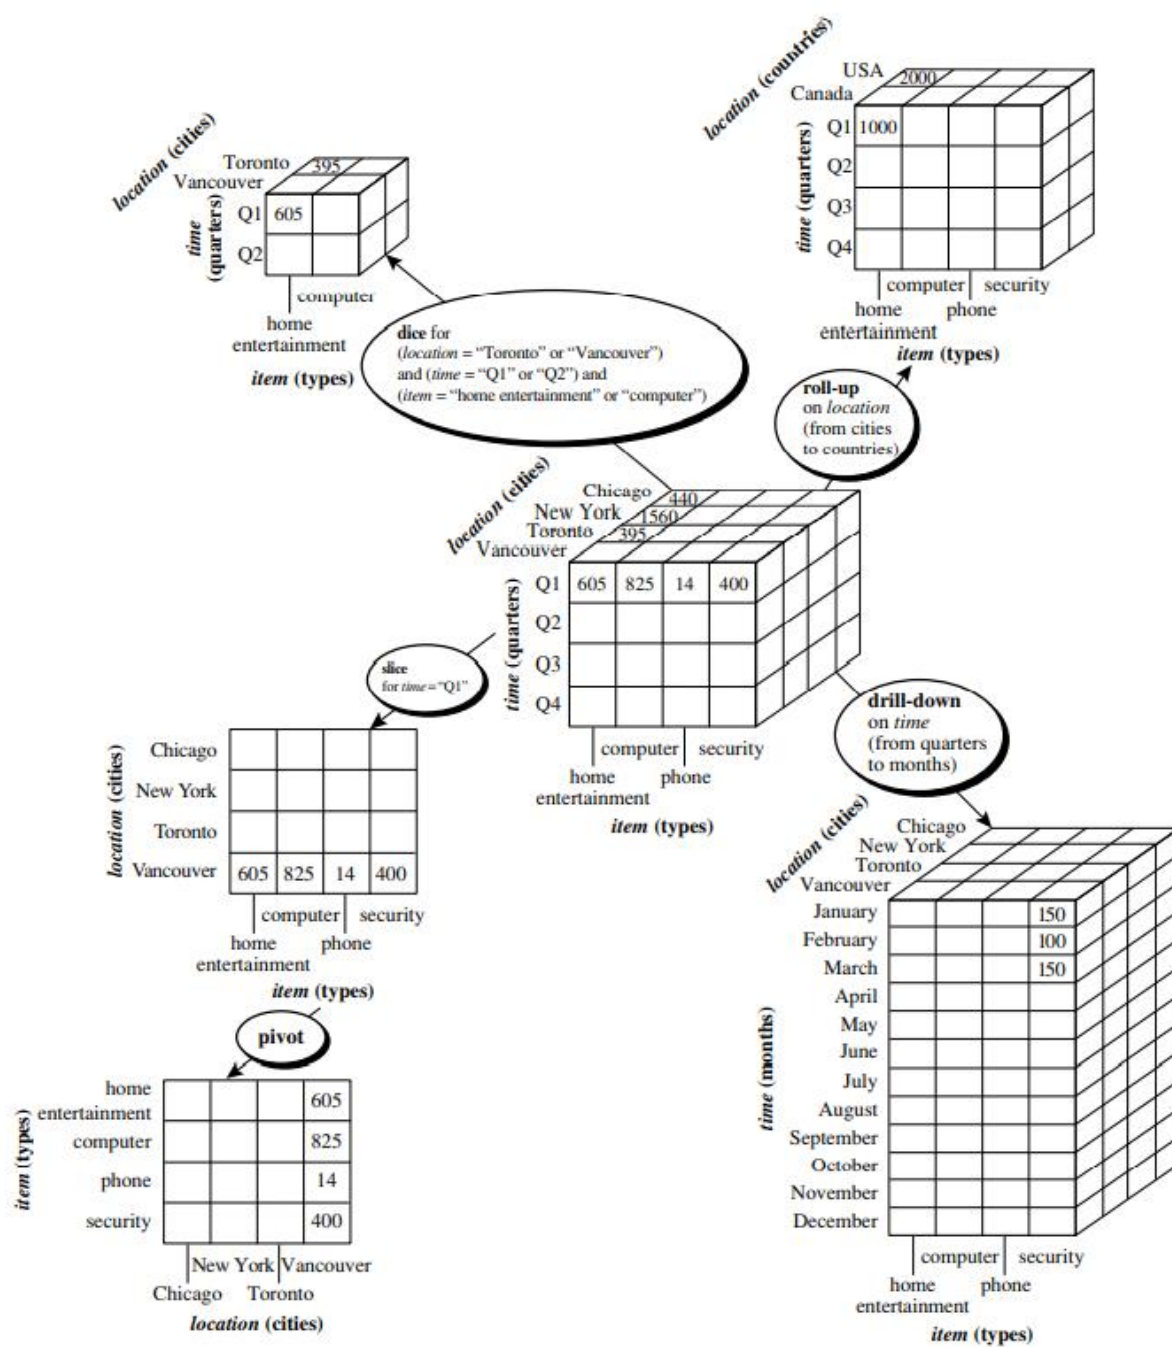 location (countries)
USA
2000
Canada
Q1 1000
Q2
Q3
Q4
time (quarters)
computer security
home phone
entertainment
item (types)
location (cities)
Toronto 395
Vancouver
Q1 605
Q2
time
(quarters)
computer
home
entertainment
item (types)
dice for
(location = “Toronto” or “Vancouver”)
and (time = “Q1” or “Q2”) and
(item = “home entertainment” or “computer”)
roll-up
on location
(from cities
to countries)
location (cities)
Chicago 440
New York 1560
Toronto 395
Vancouver
Q1 605 825 14 400
Q2
Q3
Q4
time (quarters)
computer security
home phone
entertainment
item (types)
slice
for time = “Q1”
drill-down
on time
(from quarters
to months)
location (cities)
Chicago
New York
Toronto
Vancouver 605 825 14 400
computer security
home phone
entertainment
item (types)
pivot
item (types)
home
entertainment 605
computer 825
phone 14
security 400
New York Vancouver
Chicago Toronto
location (cities)
location (cities)
Chicago
New York
Toronto
Vancouver
January 150
February 100
March 150
April
May
June
July
August
September
October
November
December
time (months)
computer security
home phone
entertainment
item (types)